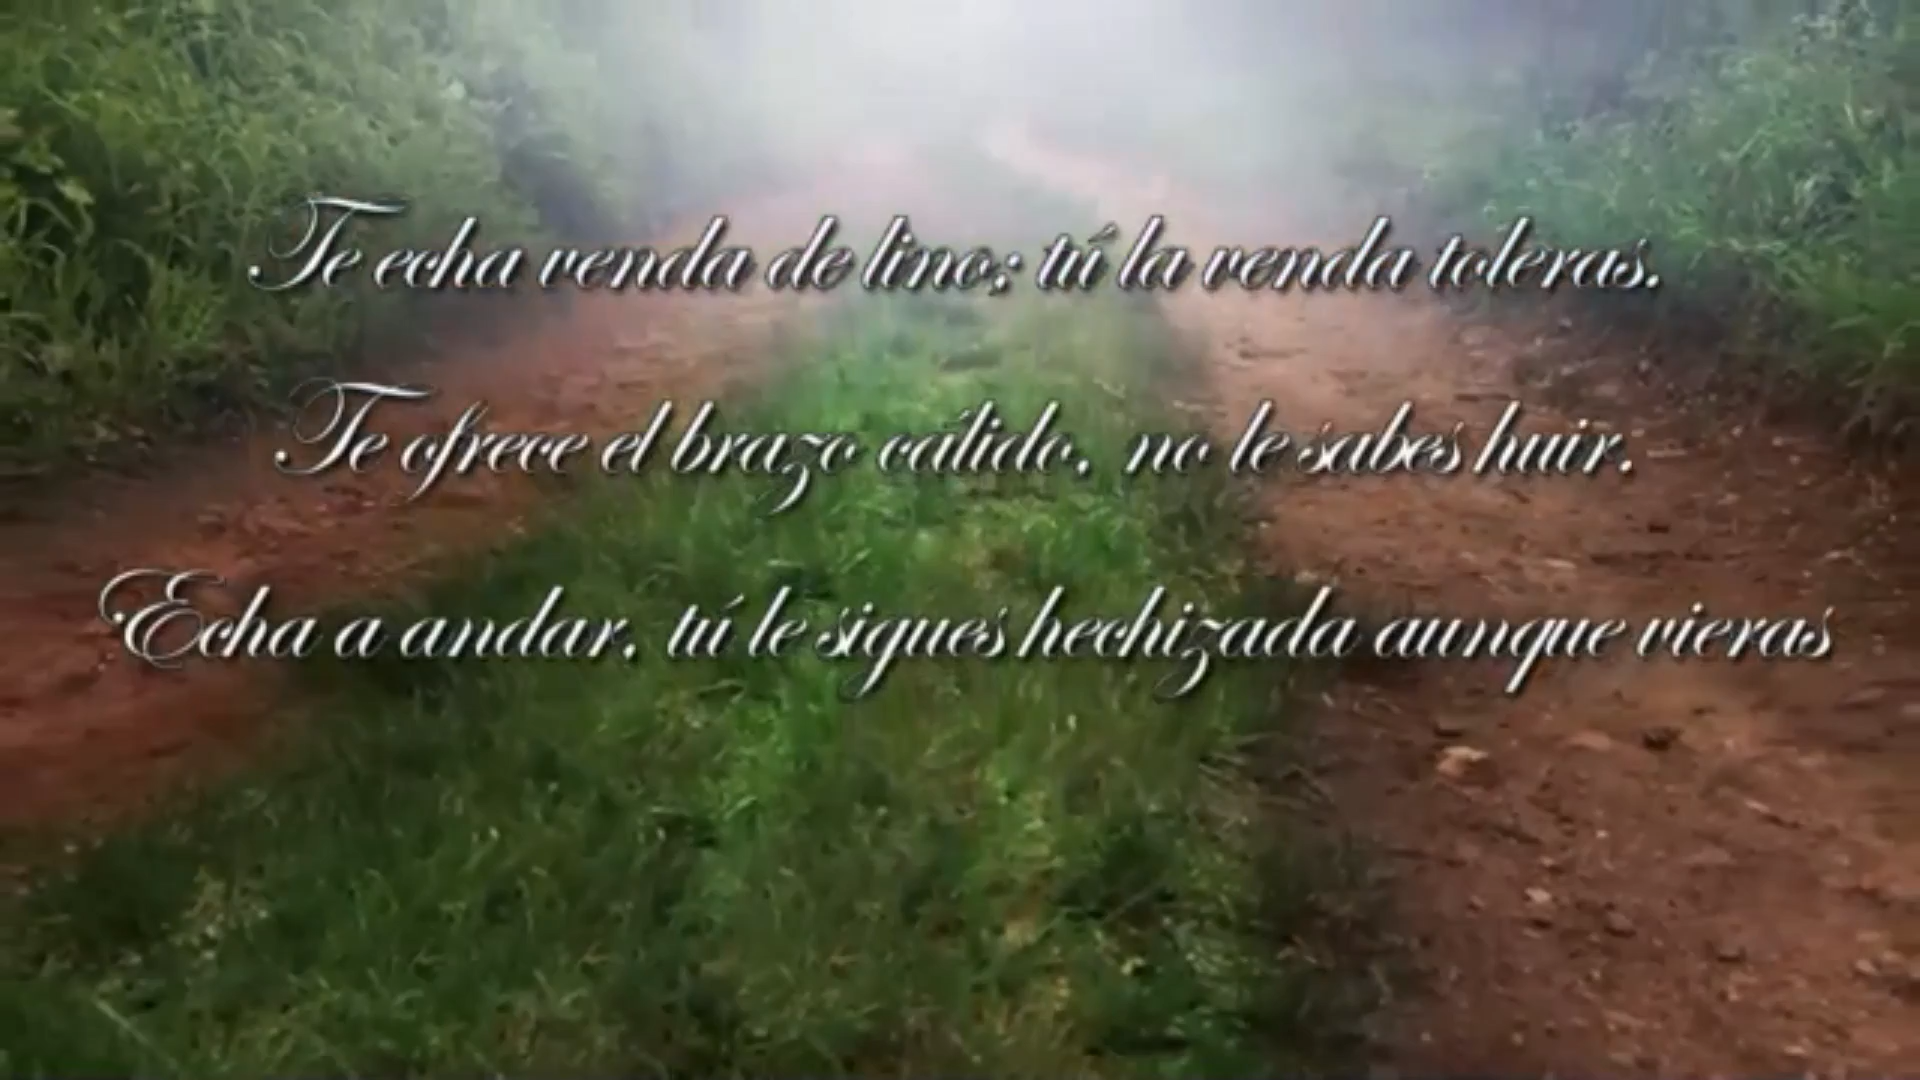 Te echa venda de lino; tú la venda toleras.
Te ofrece el brazo cálido, no le sabes huir.
Echa a andar, tú le sigues hechizada aunque vieras